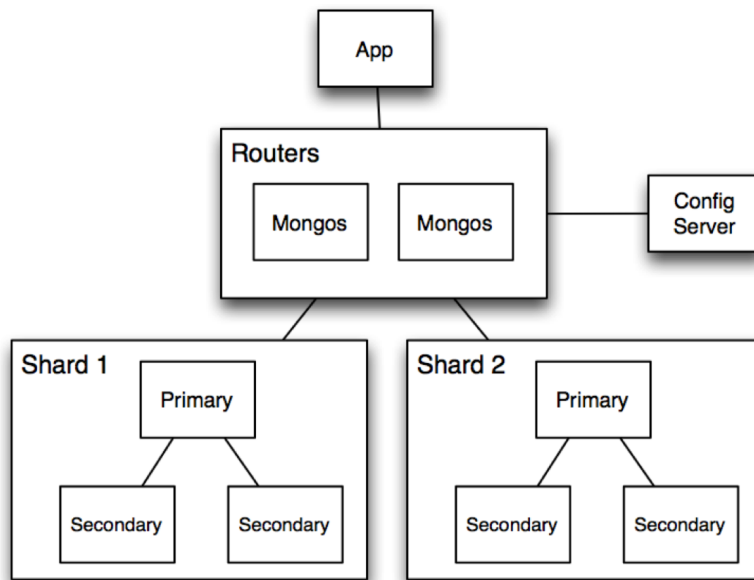 App
Routers
Mongos
Mongos
Config
Server
Shard 1
Primary
Secondary
Secondary
Shard 2
Primary
Secondary
Secondary